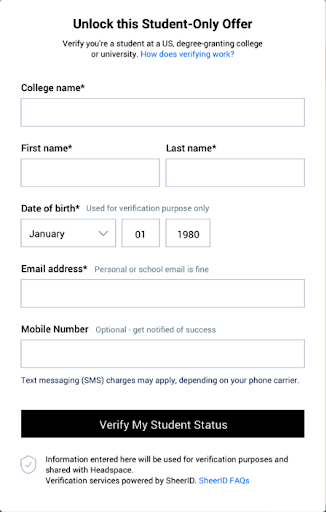 Unlock this Student-Only Offer
Verify you're a student at a US, degree-granting college
or university. How does verifying work?
College name*
First name* Last name*
Date of birth* Used for verification purpose only
January 01 1980
Email address* Personal or school email is fine
Mobile Number Optional - get notified of success
Text messaging (SMS) charges may apply, depending on your phone carrier.
Verify My Student Status
Information entered here will be used for verification purposes and
shared with Headspace.
Verification services powered by SheerID. SheerID FAQs